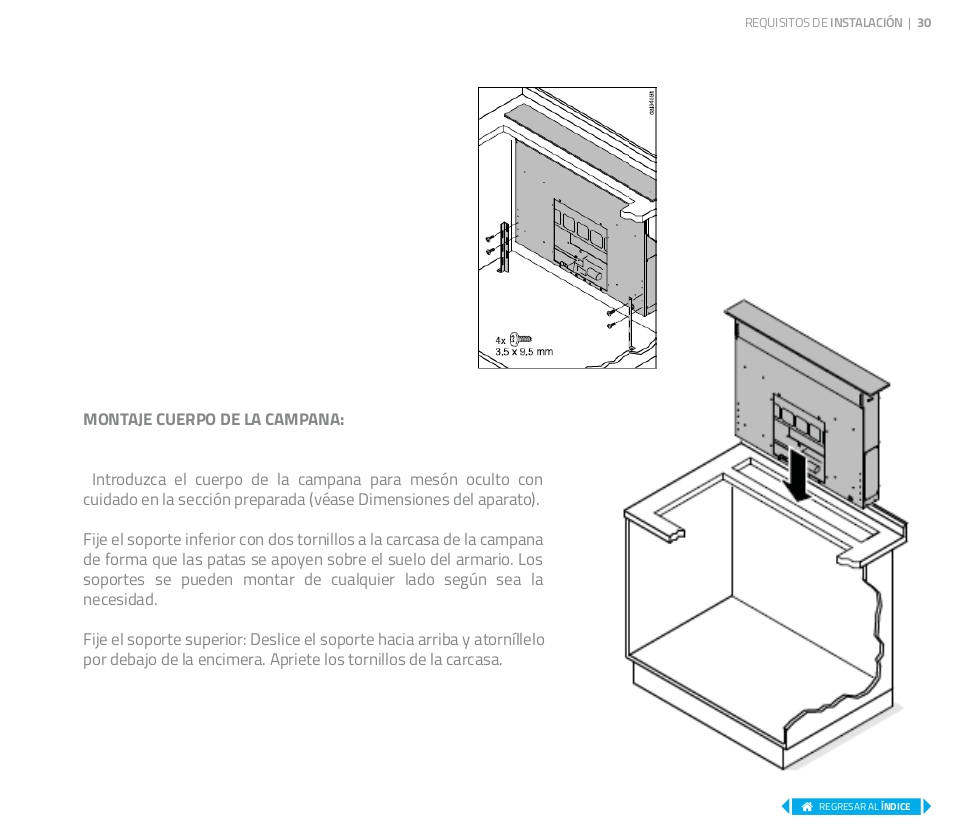 REQUISITOS DE INSTALACIÓN | 30
4x
3,5 x 9,5 mm
MONTAJE CUERPO DE LA CAMPANA:
Introduzca el cuerpo de la campana para mesón oculto con
cuidado en la sección preparada (véase Dimensiones del aparato).
Fije el soporte inferior con dos tornillos a la carcasa de la campana
de forma que las patas se apoyen sobre el suelo del armario. Los
soportes se pueden montar de cualquier lado según sea la
necesidad.
Fije el soporte superior: Deslice el soporte hacia arriba y atorníllelo
por debajo de la encimera. Apriete los tornillos de la carcasa.
REGRESAR AL ÍNDICE